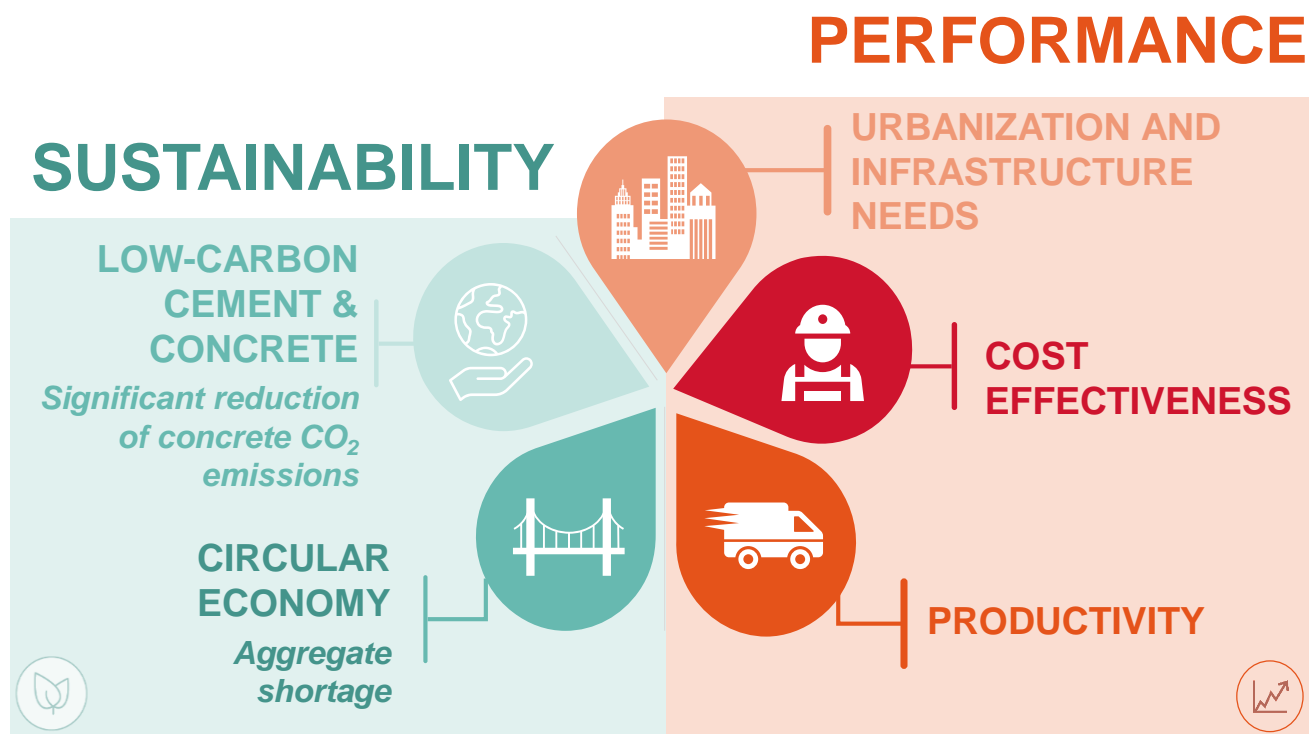 PERFORMANCE
SUSTAINABILITY
URBANIZATION AND
INFRASTRUCTURE
NEEDS
LOW-CARBON
CEMENT &
CONCRETE
Significant reduction
of concrete CO₂
emissions
COST
EFFECTIVENESS
CIRCULAR
ECONOMY
Aggregate
shortage
PRODUCTIVITY